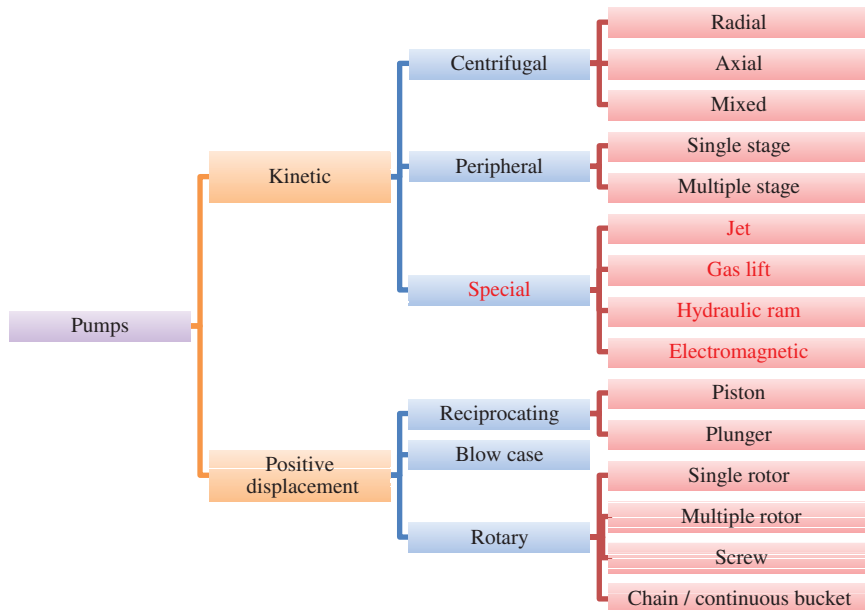 Pumps
Kinetic
Centrifugal
Radial
Axial
Mixed
Peripheral
Single stage
Multiple stage
Special
Jet
Gas lift
Hydraulic ram
Electromagnetic
Positive
displacement
Reciprocating
Piston
Plunger
Blow case
Rotary
Single rotor
Multiple rotor
Screw
Chain / continuous bucket